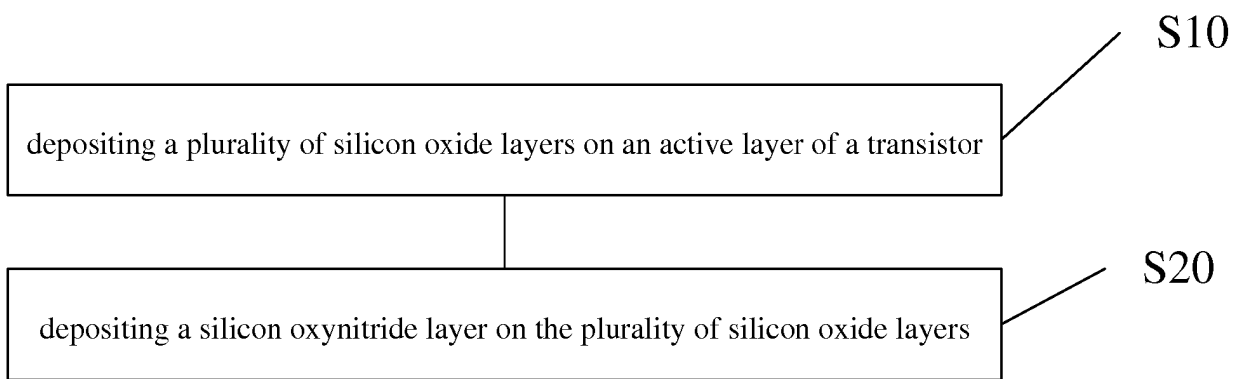 S10
depositing a plurality of silicon oxide layers on an active layer of a transistor
S20
depositing a silicon oxynitride layer on the plurality of silicon oxide layers